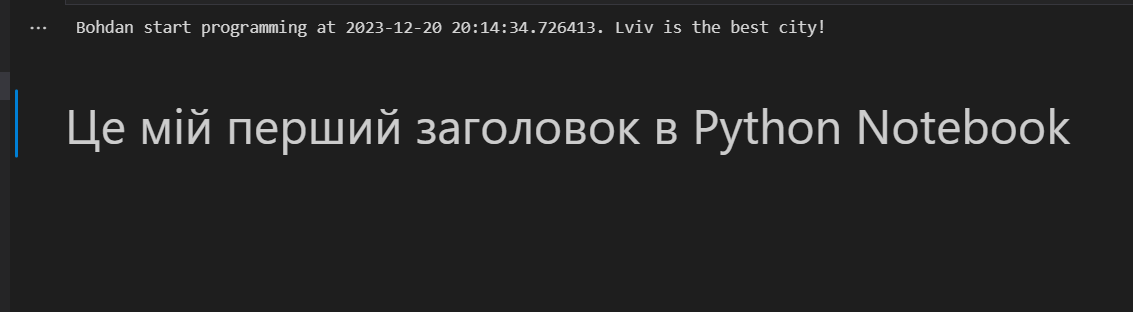 Bohdan start programming at 2023-12-20 20:14:34.726413. Lviv is the best city!
Це мій перший заголовок в Python Notebook